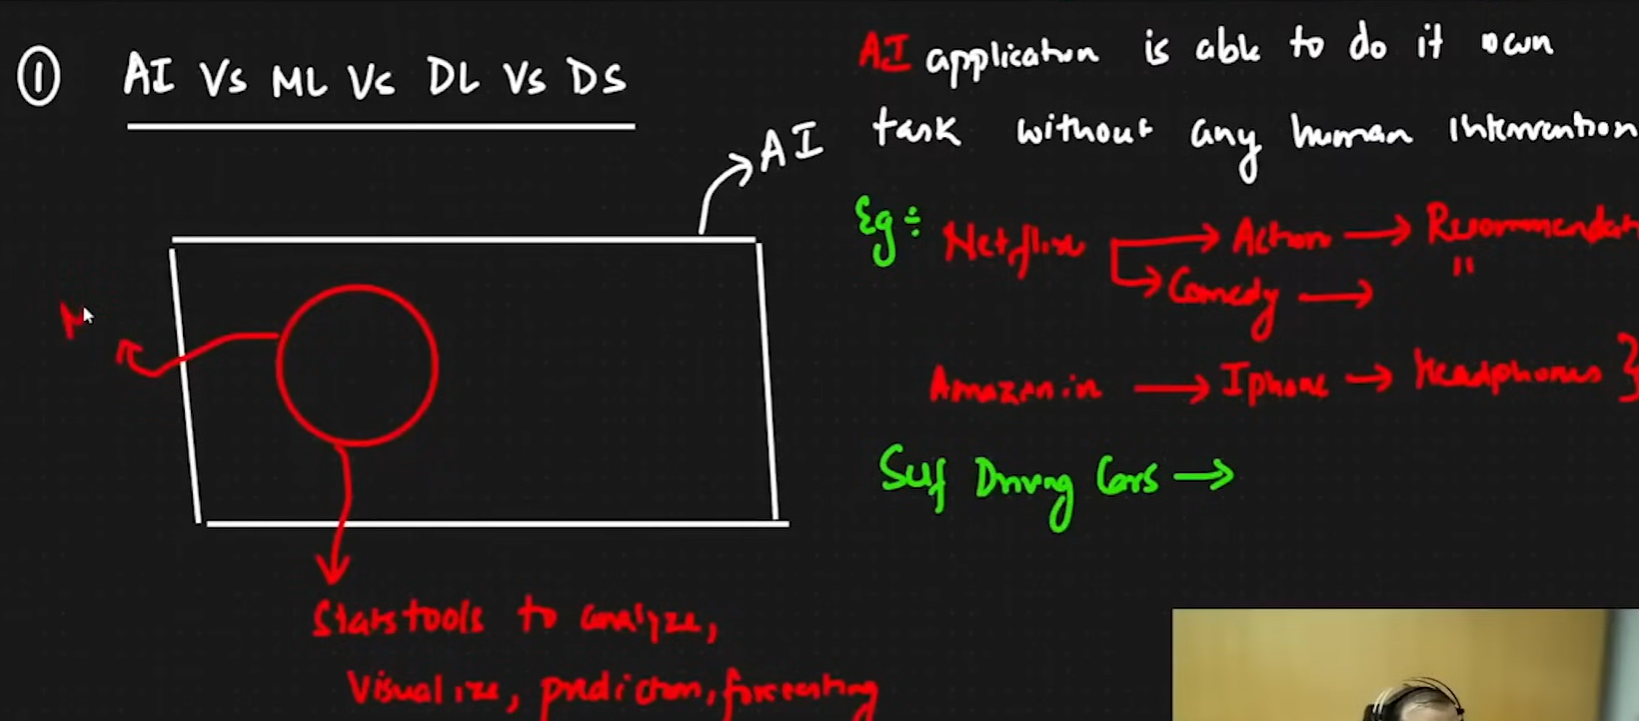 ① AI Vs ML Vs DL Vs DS
AI
M
Stats tools to analyze,
Visualize, prediction, forecasting
AI application is able to do it own
task without any human intervention
Eg ÷ Netflix → Action → Recommendat
→ Comedy → "
Amazon.in → Iphone → Headphones }
Self Driving Cars →